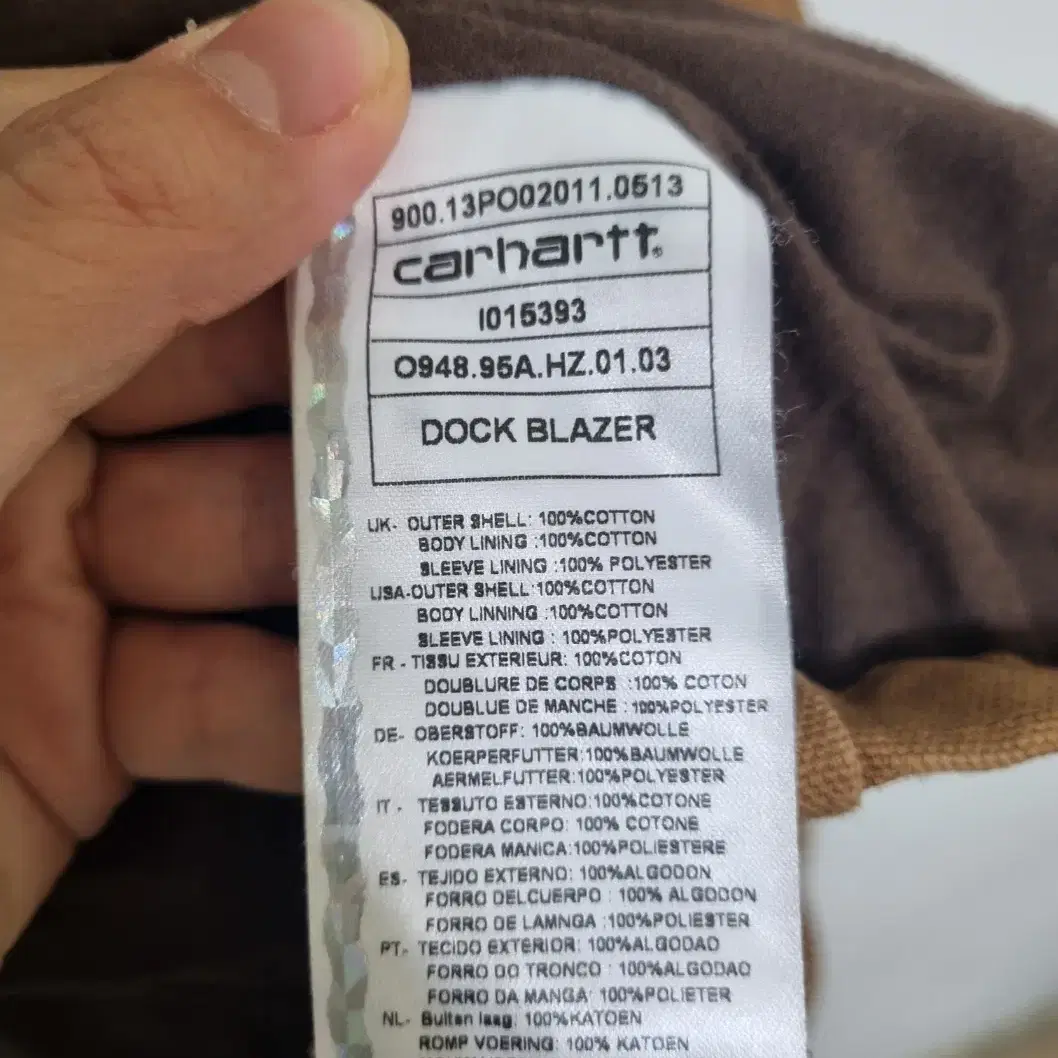 900.13PO02011.0513
carhartt®
I015393
O948.95A.HZ.01.03
DOCK BLAZER
UK- OUTER SHELL: 100%COTTON
BODY LINING :100%COTTON
SLEEVE LINING :100% POLYESTER
USA-OUTER SHELL:100%COTTON
BODY LINNING :100%COTTON
SLEEVE LINING : 100%POLYESTER
FR - TISSU EXTERIEUR: 100%COTON
DOUBLURE DE CORPS :100% COTON
DOUBLUE DE MANCHE : 100%POLYESTER
DE- OBERSTOFF: 100%BAUMWOLLE
KOERPERFUTTER:100%BAUMWOLLE
AERMELFUTTER:100%POLYESTER
IT - TESSUTO ESTERNO:100%COTONE
FODERA CORPO: 100% COTONE
FODERA MANICA:100%POLIESTERE
ES- TEJIDO EXTERNO: 100%ALGODON
FORRO DELCUERPO : 100% ALGODON
FORRO DE LAMNGA :100%POLIESTER
PT- TECIDO EXTERIOR: 100%ALGODAO
FORRO DO TRONCO : 100%ALGODAO
FORRO DA MANGA: 100%POLIETER
NL- Buiten laag: 100%KATOEN
ROMP VOERING: 100% KATOEN